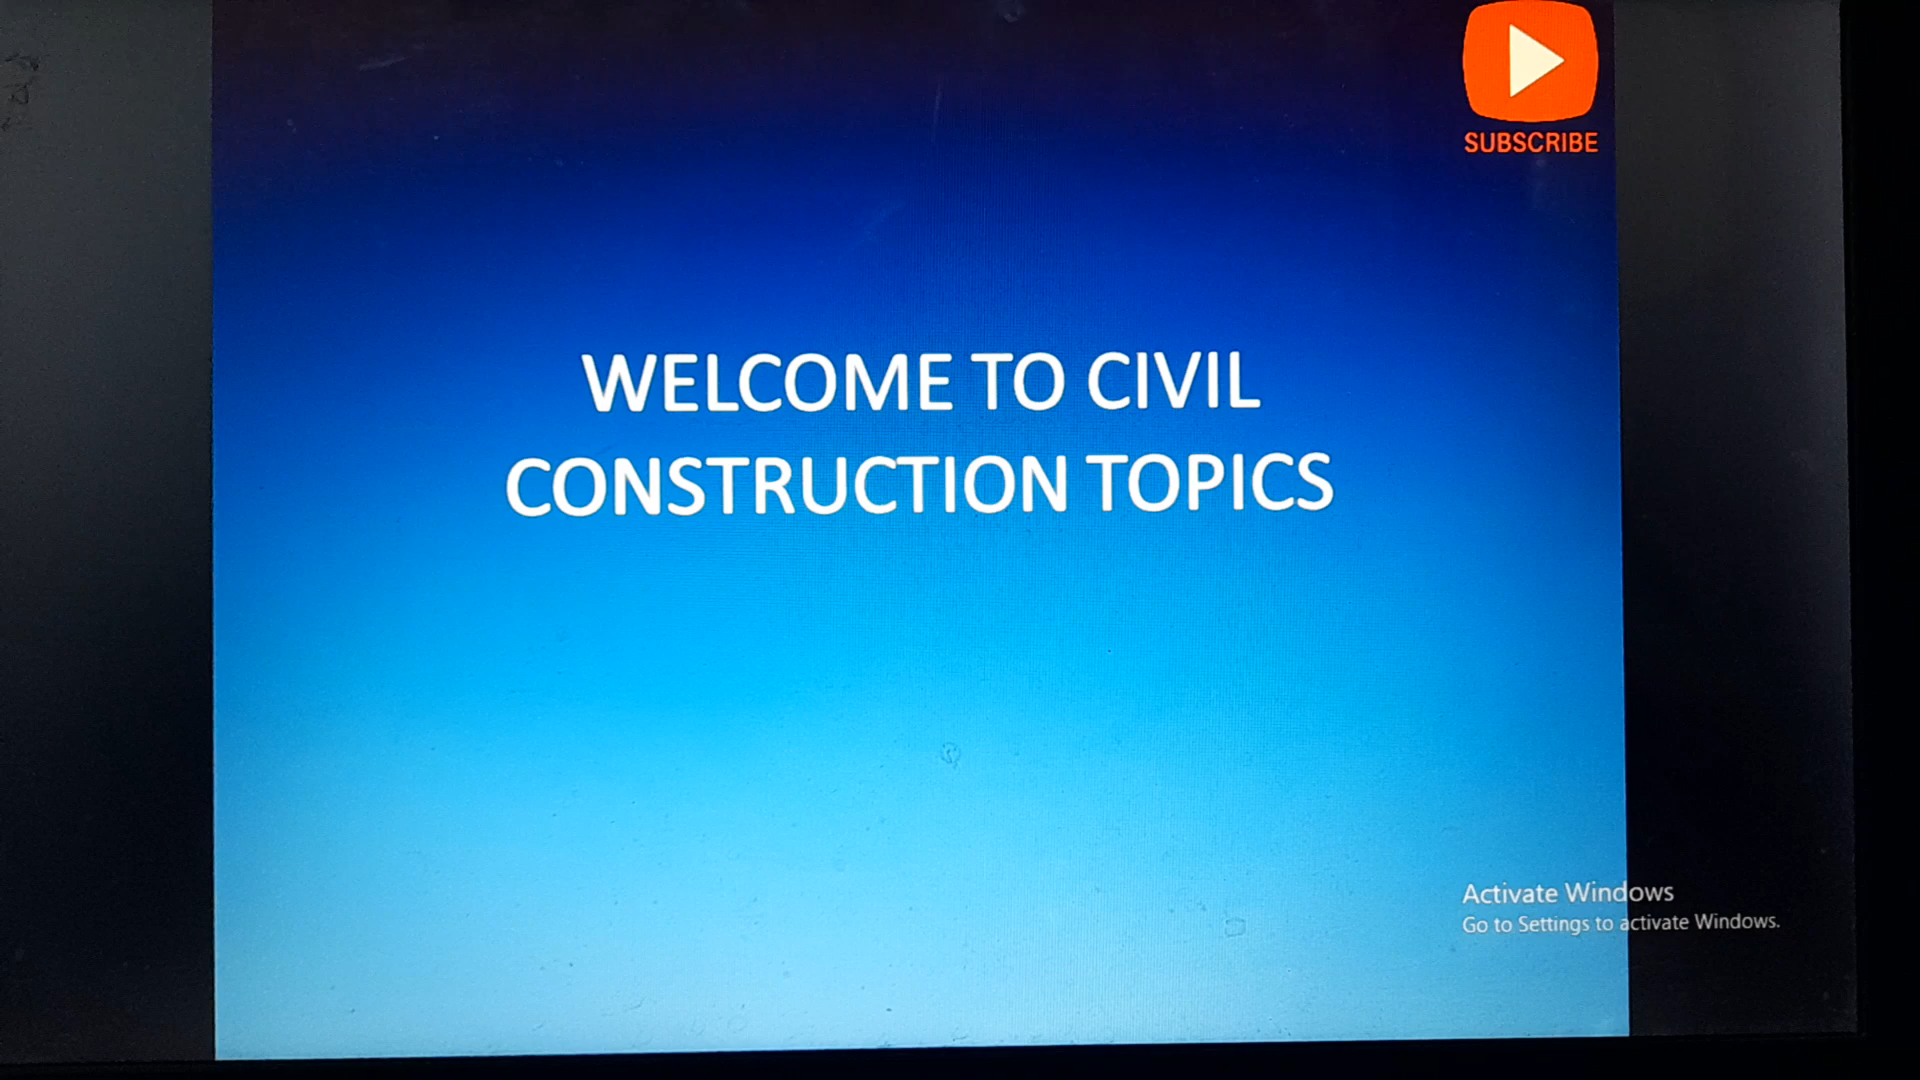 SUBSCRIBE
WELCOME TO CIVIL
CONSTRUCTION TOPICS
Activate Windows
Go to Settings to activate Windows.